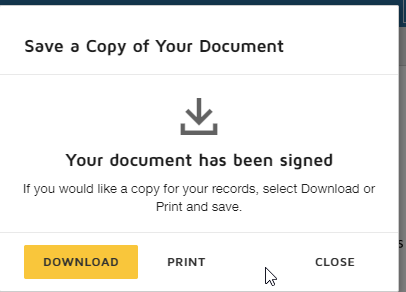 Save a Copy of Your Document
Your document has been signed
If you would like a copy for your records, select Download or
Print and save.
DOWNLOAD PRINT CLOSE